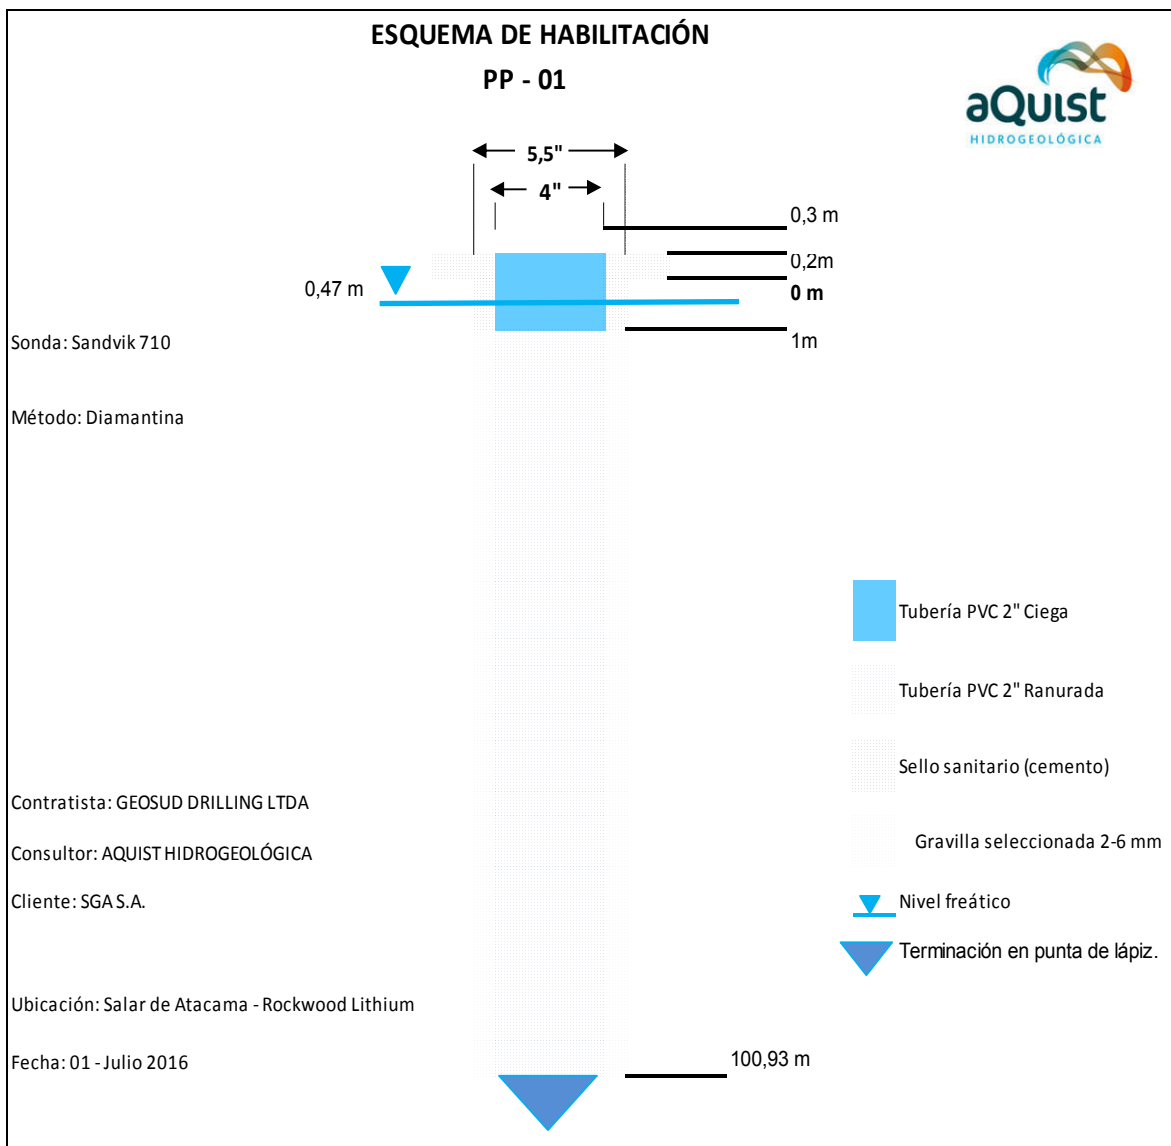 ESQUEMA DE HABILITACIÓN
PP - 01
aQuist
HIDROGEOLÓGICA
5,5"
4"
0,3 m
0,2m
0,47 m
0 m
1m
Sonda: Sandvik 710
Método: Diamantina
Tubería PVC 2" Ciega
Tubería PVC 2" Ranurada
Sello sanitario (cemento)
Contratista: GEOSUD DRILLING LTDA
Gravilla seleccionada 2-6 mm
Consultor: AQUIST HIDROGEOLÓGICA
Cliente: SGA S.A.
Nivel freático
Terminación en punta de lápiz.
Ubicación: Salar de Atacama - Rockwood Lithium
Fecha: 01 - Julio 2016
100,93 m